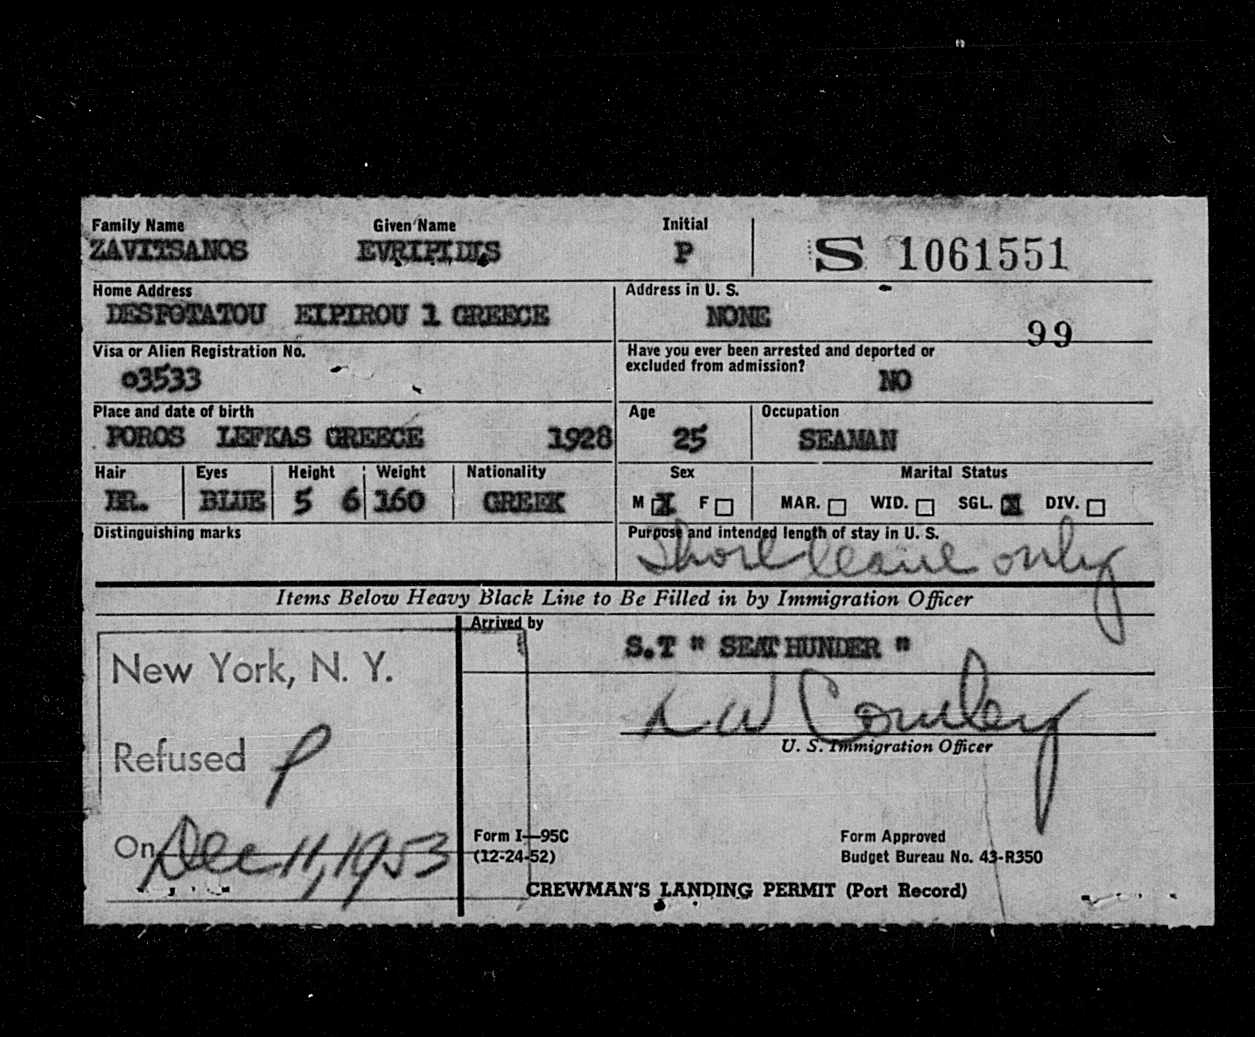 Family Name Given Name Initial
ZAVITSANOS EVRIPIDIS P S 1061551
Home Address Address in U. S.
DESPOTATOU EIPIROU 1 GREECE NONE
99
Visa or Alien Registration No. Have you ever been arrested and deported or
excluded from admission?
03533 NO
Place and date of birth Age Occupation
POROS LEFKAS GREECE 1928 25 SEAMAN
Hair Eyes Height Weight Nationality Sex Marital Status
BR. BLUE 5 6 160 GREEK M X F MAR. WID. SGL. X DIV.
Distinguishing marks Purpose and intended length of stay in U. S.
Shore leave only
Items Below Heavy Black Line to Be Filled in by Immigration Officer
Arrived by
S.T " SEATHUNDER "
New York, N. Y.
U. S. Immigration Officer
Refused P
On Dec 11, 1953
Form I—95C Form Approved
(12-24-52) Budget Bureau No. 43-R350
CREWMAN'S LANDING PERMIT (Port Record)